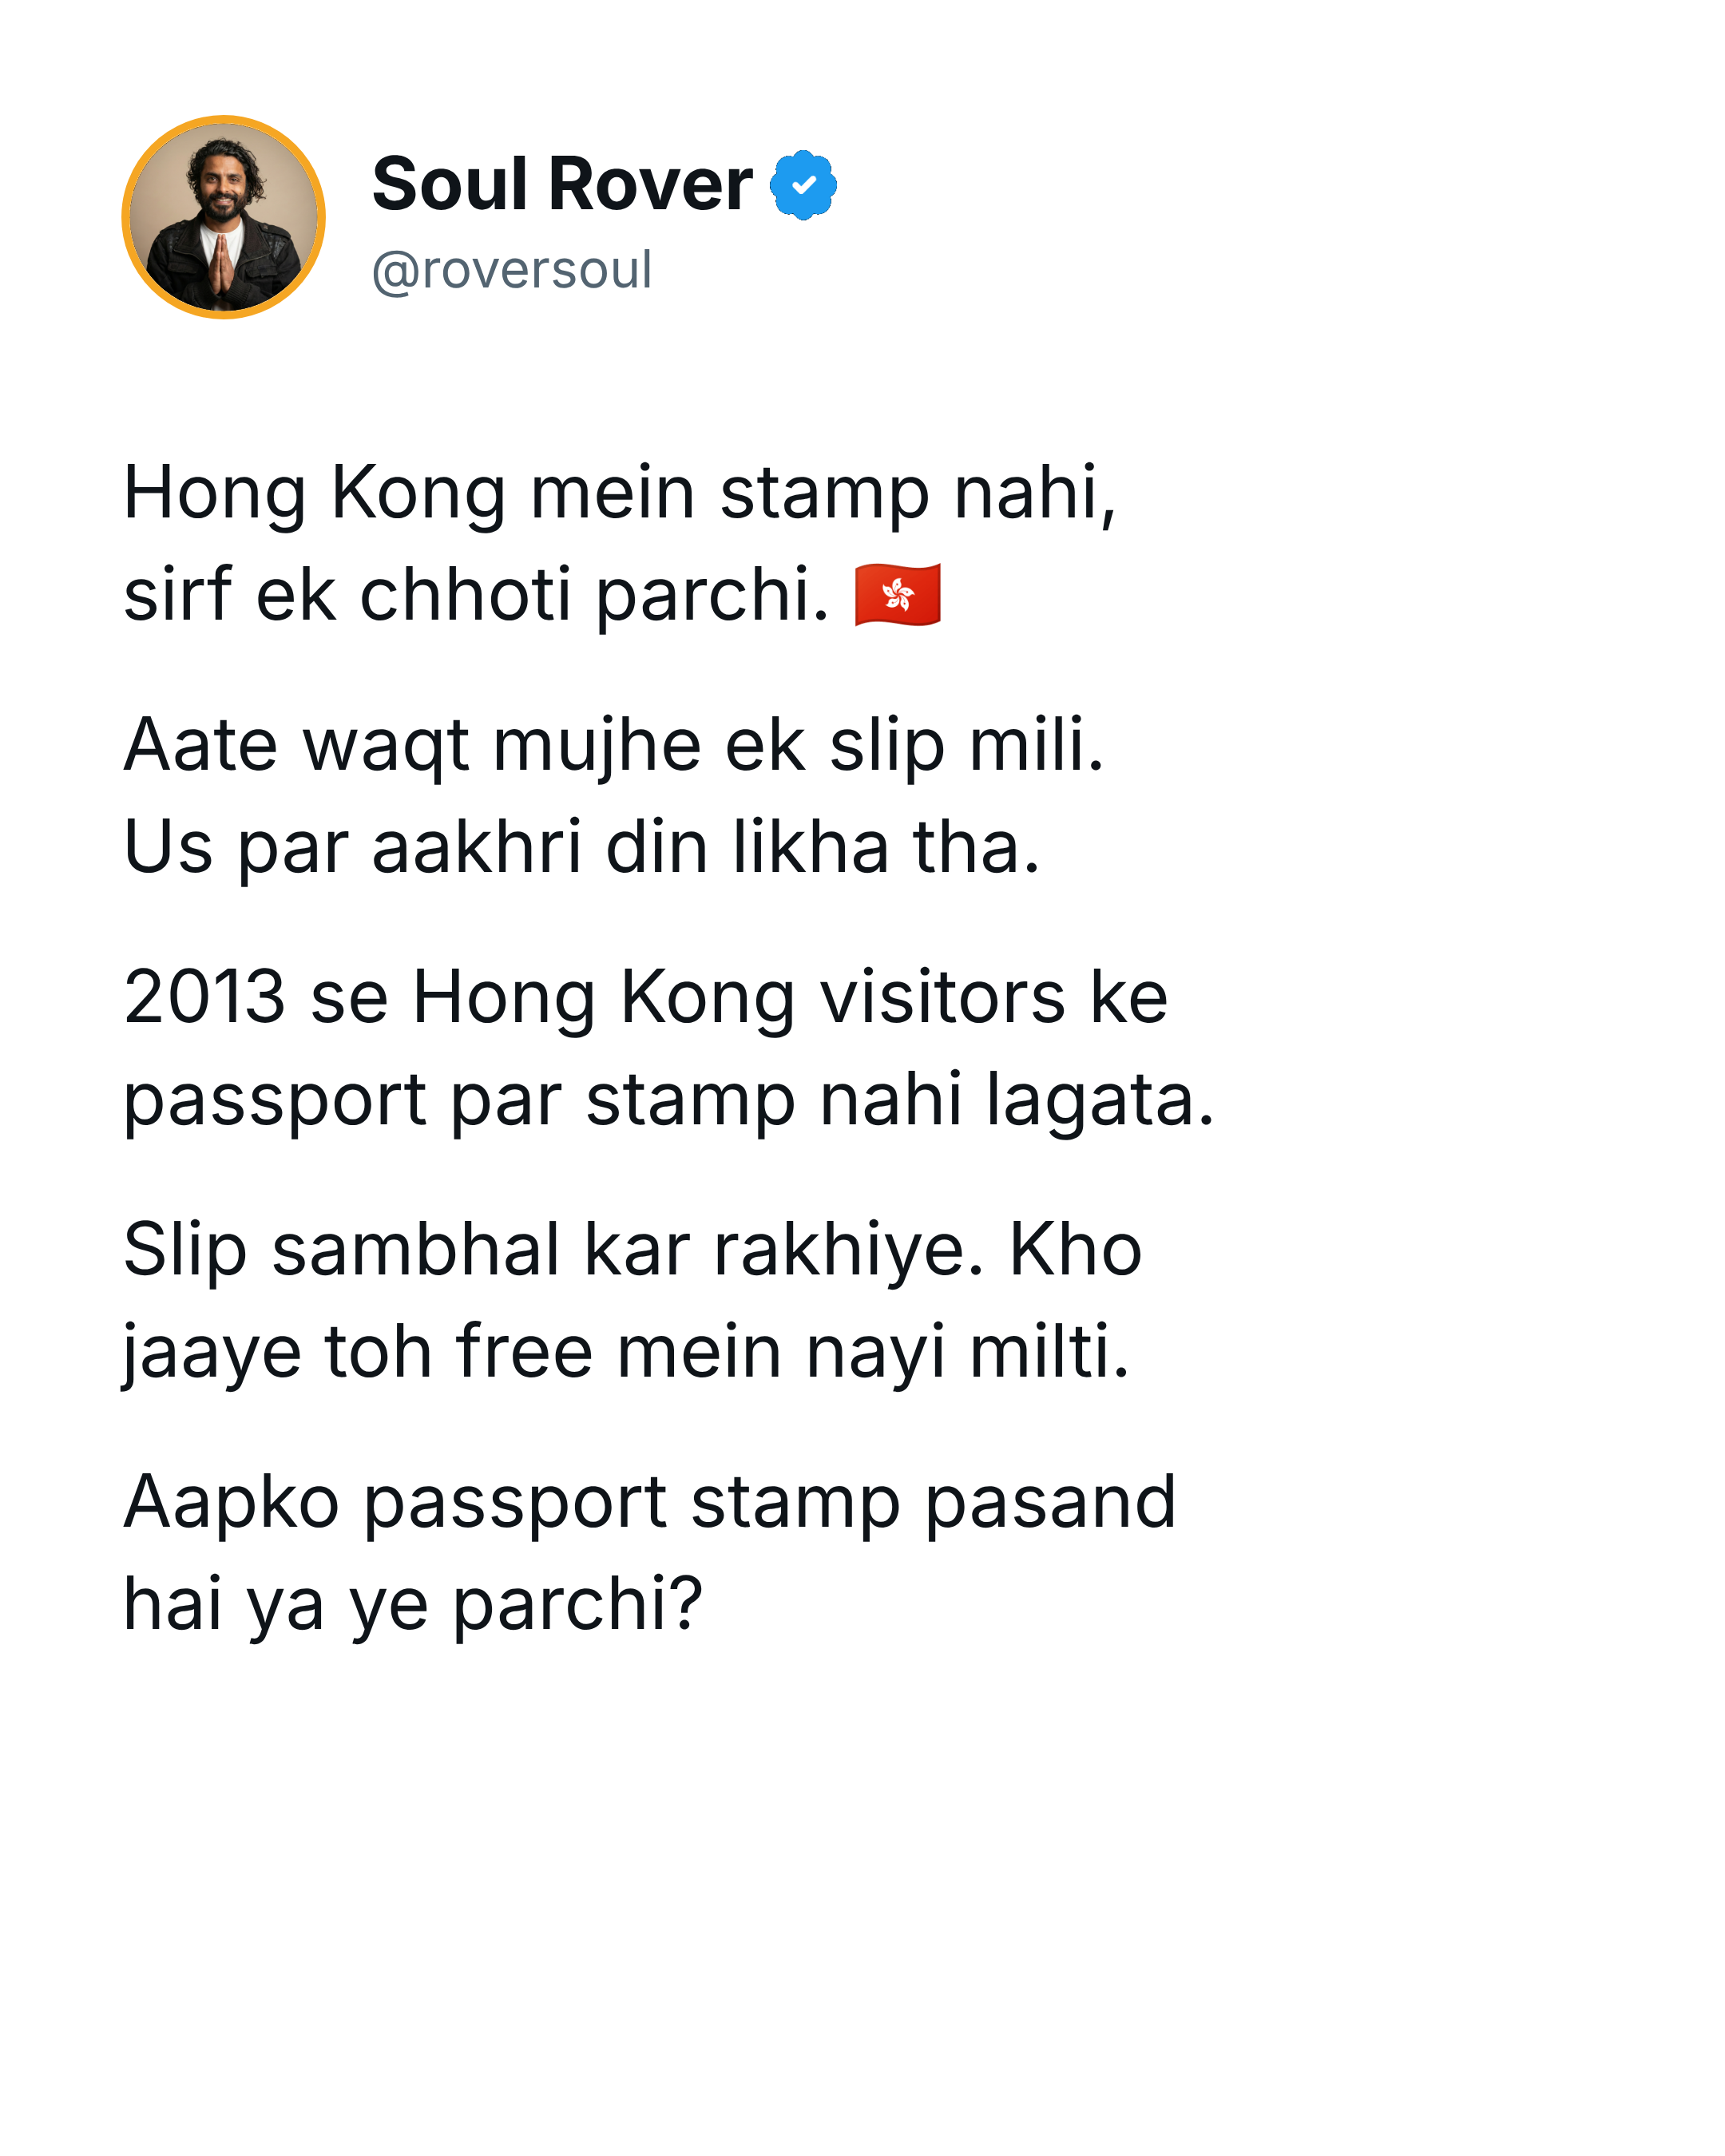 Soul Rover
@roversoul
Hong Kong mein stamp nahi,
sirf ek chhoti parchi. 🇭🇰
Aate waqt mujhe ek slip mili.
Us par aakhri din likha tha.
2013 se Hong Kong visitors ke
passport par stamp nahi lagata.
Slip sambhal kar rakhiye. Kho
jaaye toh free mein nayi milti.
Aapko passport stamp pasand
hai ya ye parchi?